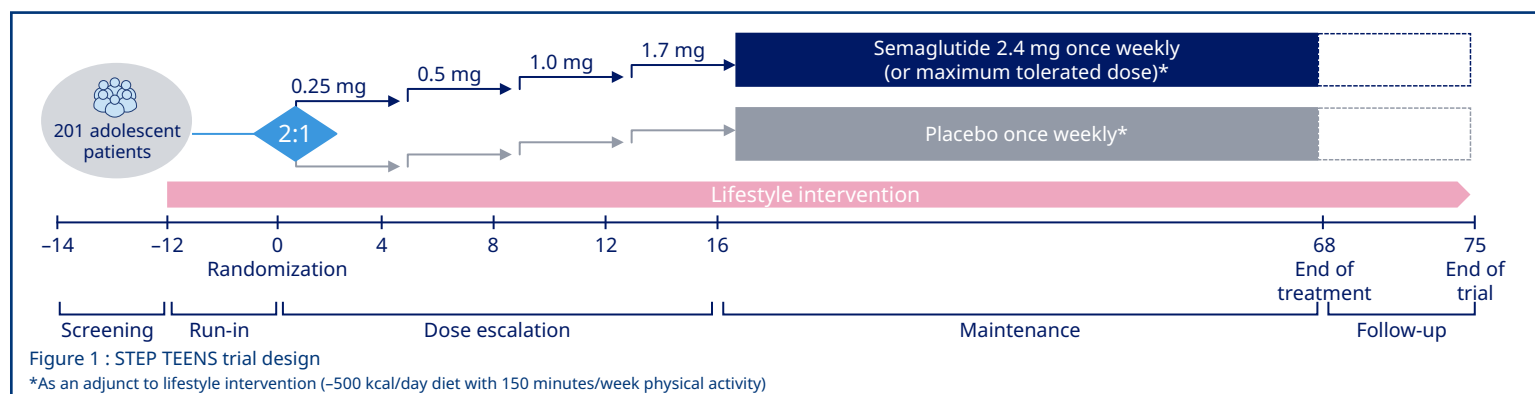 0.25 mg
0.5 mg
1.0 mg
1.7 mg
Semaglutide 2.4 mg once weekly
(or maximum tolerated dose)*
201 adolescent
patients
2:1
Placebo once weekly*
Lifestyle intervention
–14
–12
0
4
8
12
16
68
75
Randomization
End of
treatment
End of
trial
Screening
Run-in
Dose escalation
Maintenance
Follow-up
Figure 1 : STEP TEENS trial design
*As an adjunct to lifestyle intervention (–500 kcal/day diet with 150 minutes/week physical activity)